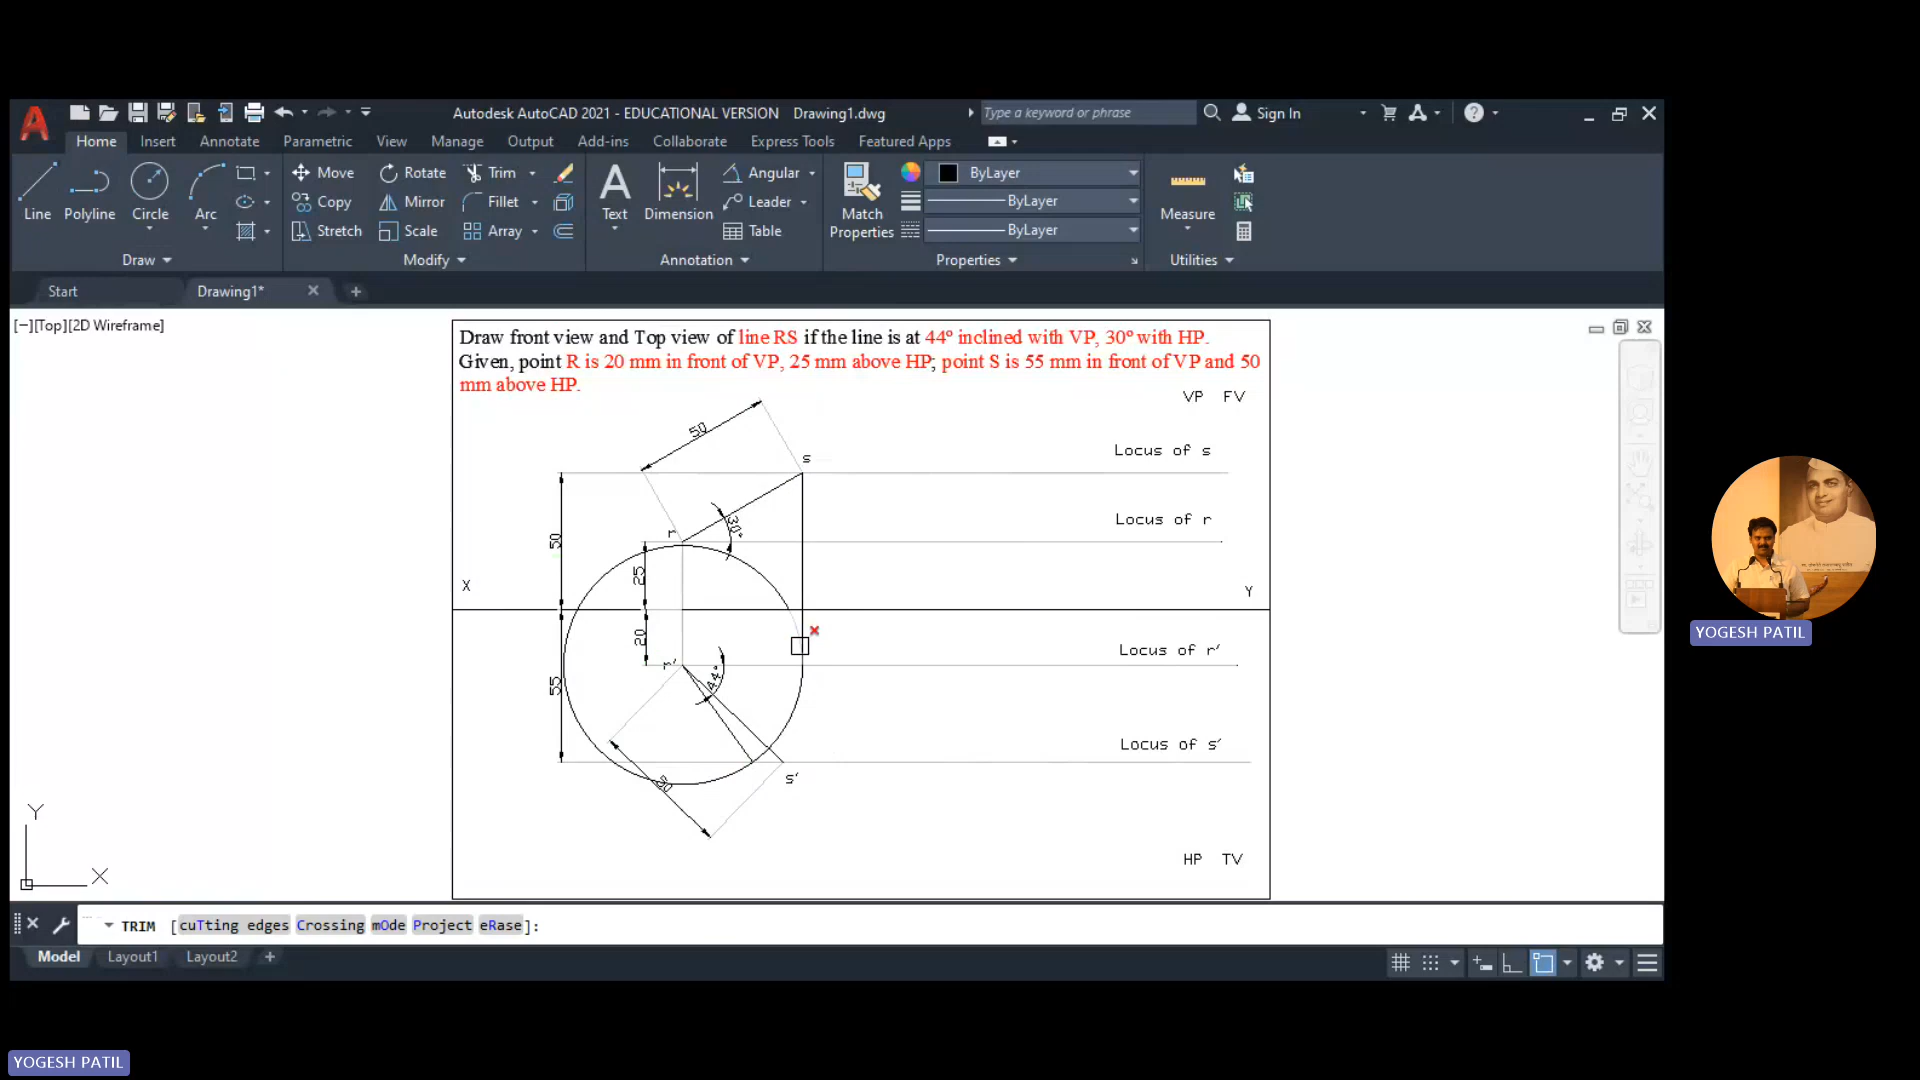 Autodesk AutoCAD 2021 - EDUCATIONAL VERSION Drawing1.dwg
Type a keyword or phrase
Sign In
Home Insert Annotate Parametric View Manage Output Collaborate Add-ins Express Tools Featured Apps
Line Polyline Circle Arc
Move Rotate Trim
Copy Mirror Fillet
Stretch Scale Array
Text Dimension
Angular
Leader
Table
Match Properties
ByLayer
ByLayer
ByLayer
Measure
Draw Modify Annotation Properties Utilities
Start Drawing1*
[−][Top][2D Wireframe]
Draw front view and Top view of line RS if the line is at 44º inclined with VP, 30º with HP.
Given, point R is 20 mm in front of VP, 25 mm above HP; point S is 55 mm in front of VP and 50
mm above HP.
VP FV
50
s
Locus of s
30°
r
Locus of r
50
25
X
Y
20
r'
Locus of r'
44°
55
Locus of s'
s'
50
HP TV
Y
X
TRIM [cuTting edges Crossing mOde Project eRase]:
Model Layout1 Layout2
YOGESH PATIL
YOGESH PATIL